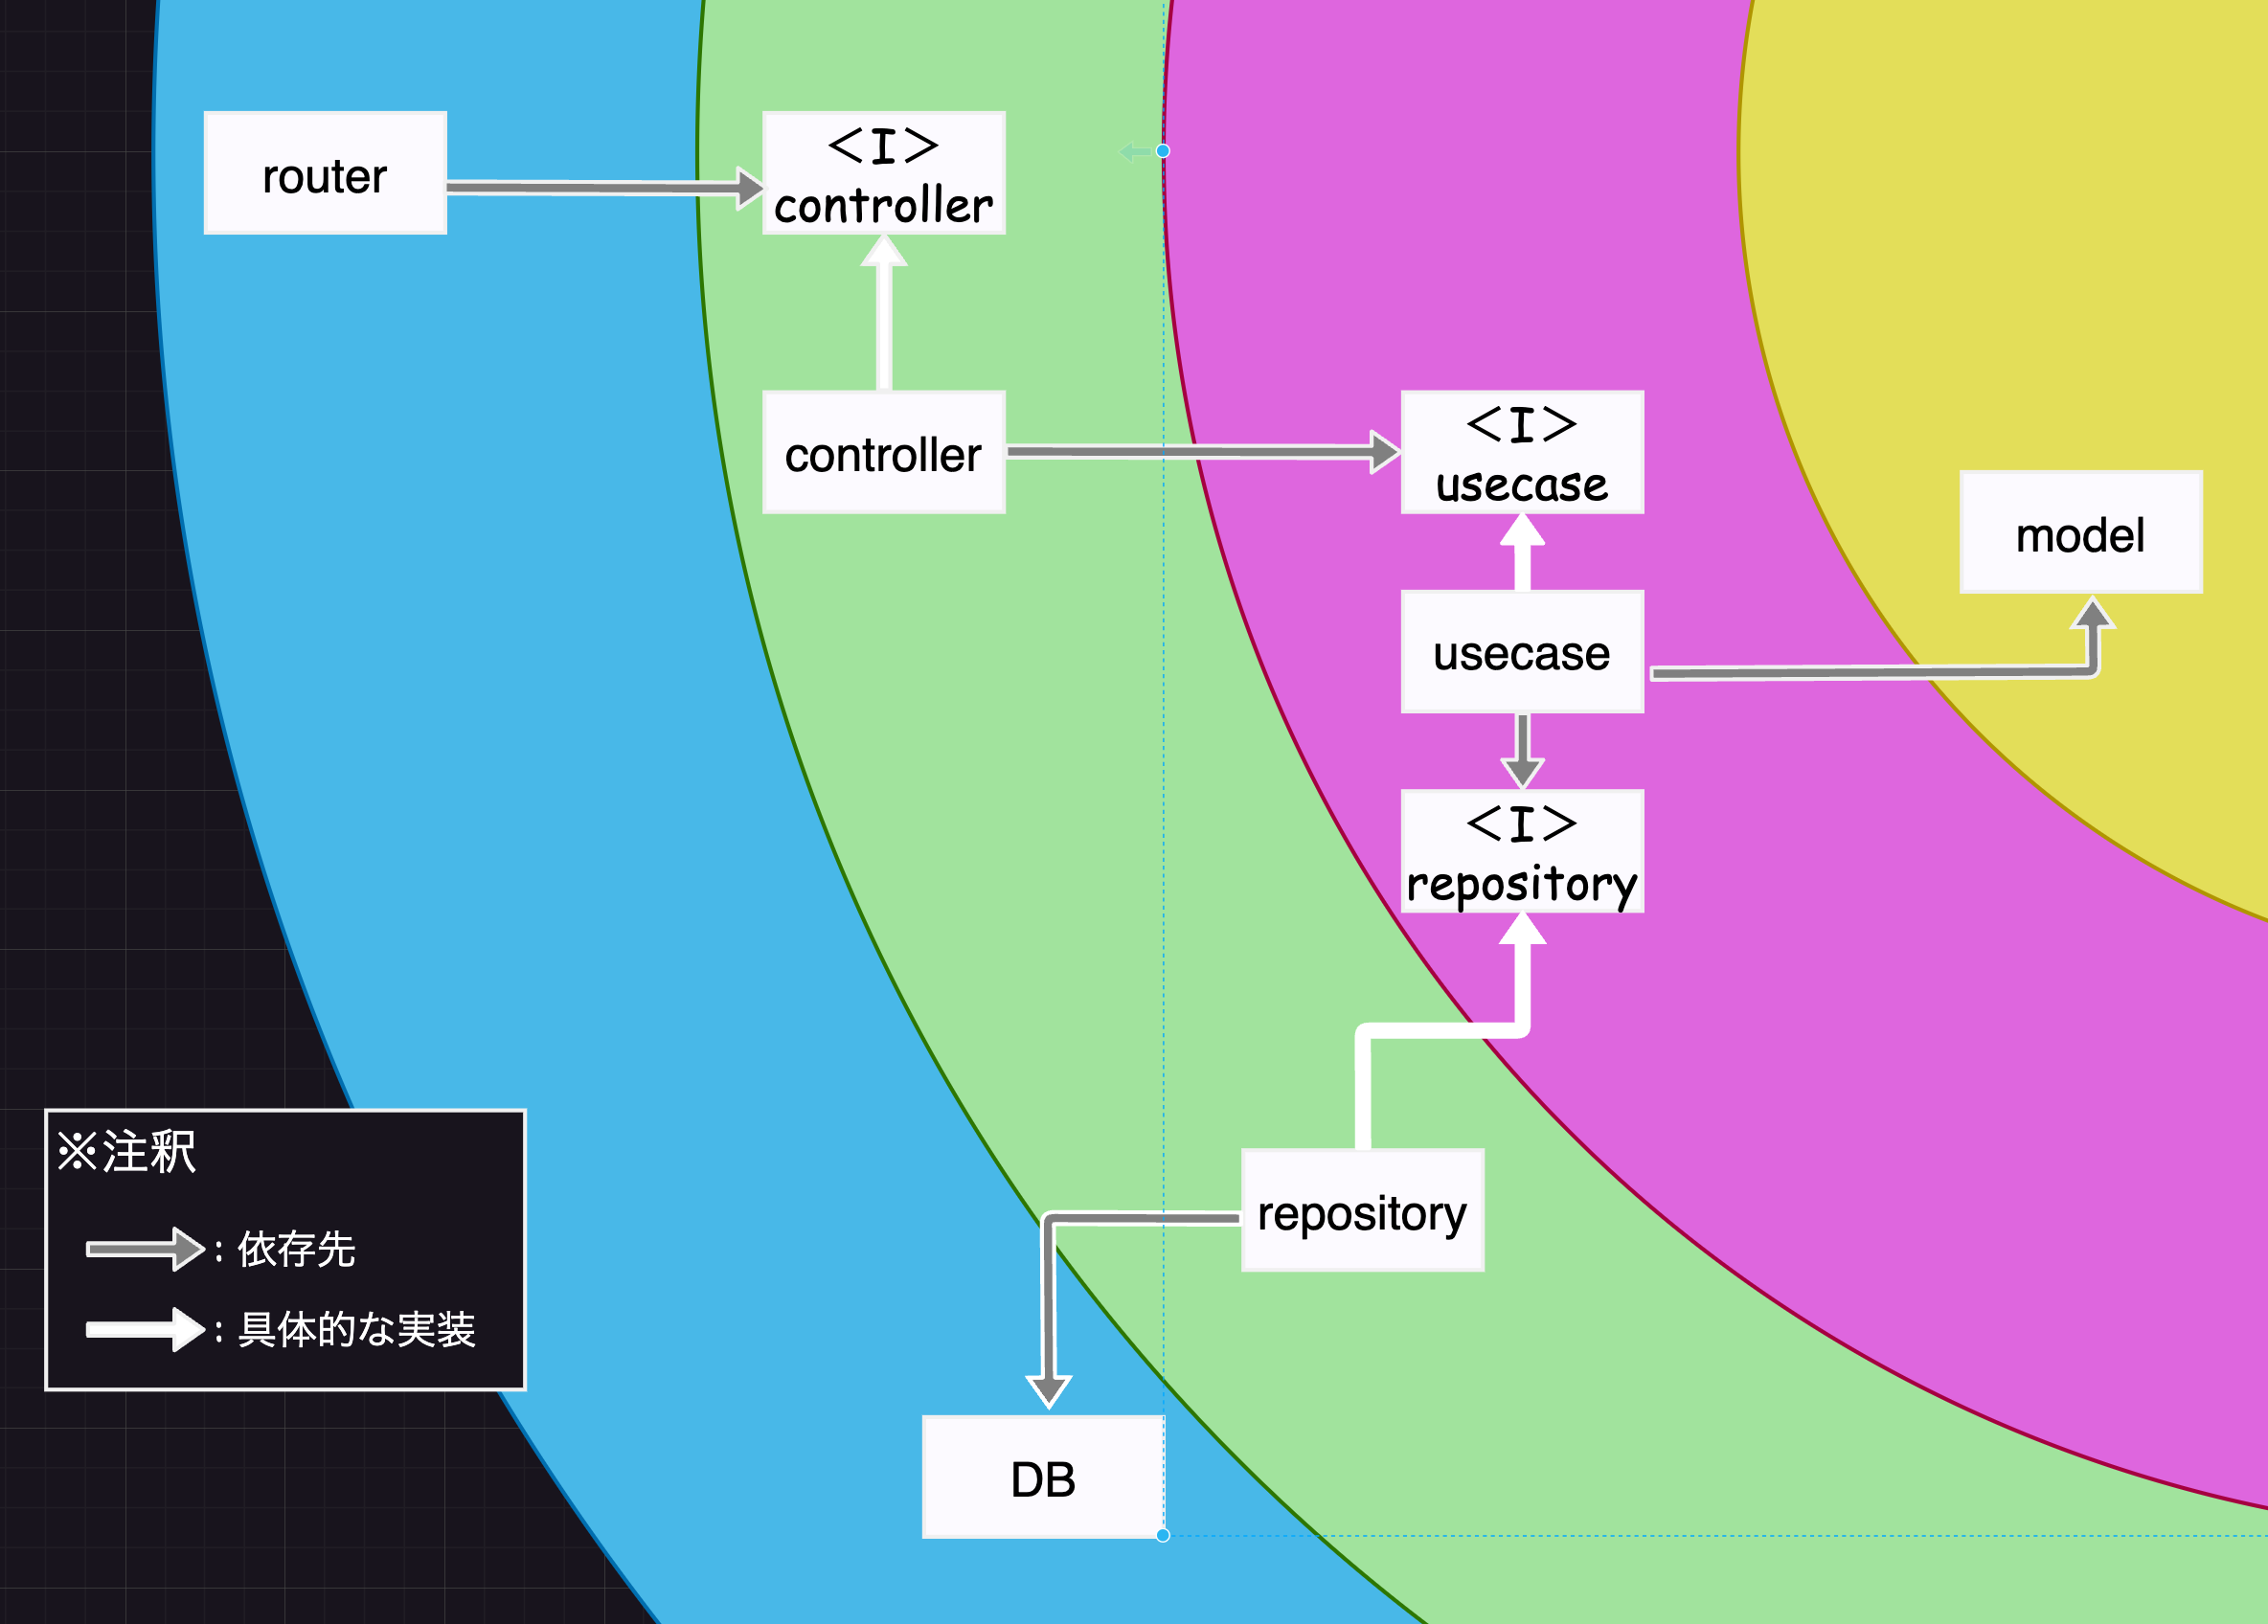 router
<I>
controller
controller
<I>
usecase
model
usecase
<I>
repository
repository
DB
※注釈
：依存先
：具体的な実装